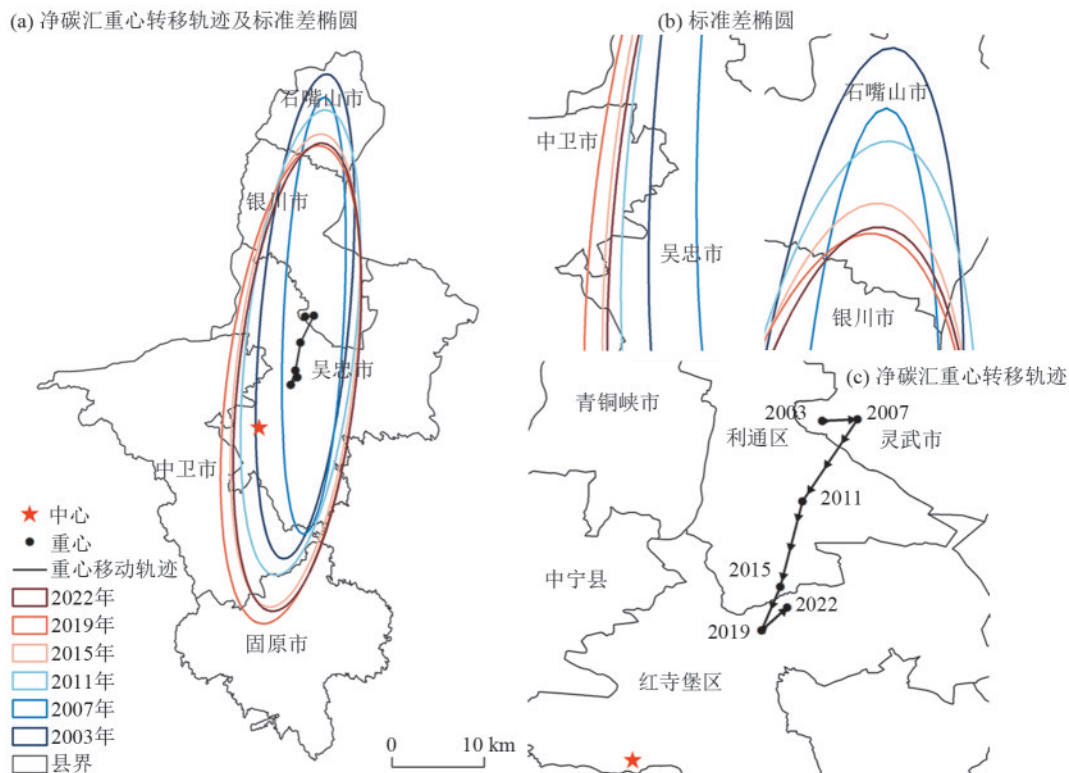 (a) 净碳汇重心转移轨迹及标准差椭圆
石嘴山市
银川市
吴忠市
中卫市
固原市
中心
重心
重心移动轨迹
2022年
2019年
2015年
2011年
2007年
2003年
县界
0 10 km
(b) 标准差椭圆
中卫市
吴忠市
石嘴山市
银川市
(c) 净碳汇重心转移轨迹
青铜峡市
2003
2007
利通区
灵武市
2011
中宁县
2015
2022
2019
红寺堡区